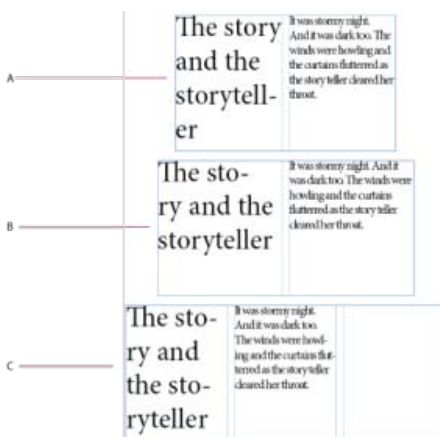 A
The story
and the
storytell-
er
It was stormy night.
And it was dark too. The
winds were howling and
the curtains fluttered as
the story teller cleared her
throat.
B
The sto-
ry and the
storyteller
It was stormy night. And it
was dark too. The winds were
howling and the curtains
fluttered as the story teller
cleared her throat.
C
The sto-
ry and
the sto-
ryteller
It was stormy night.
And it was dark too.
The winds were howl-
ing and the curtains flut-
terred as the story teller
cleared her throat.